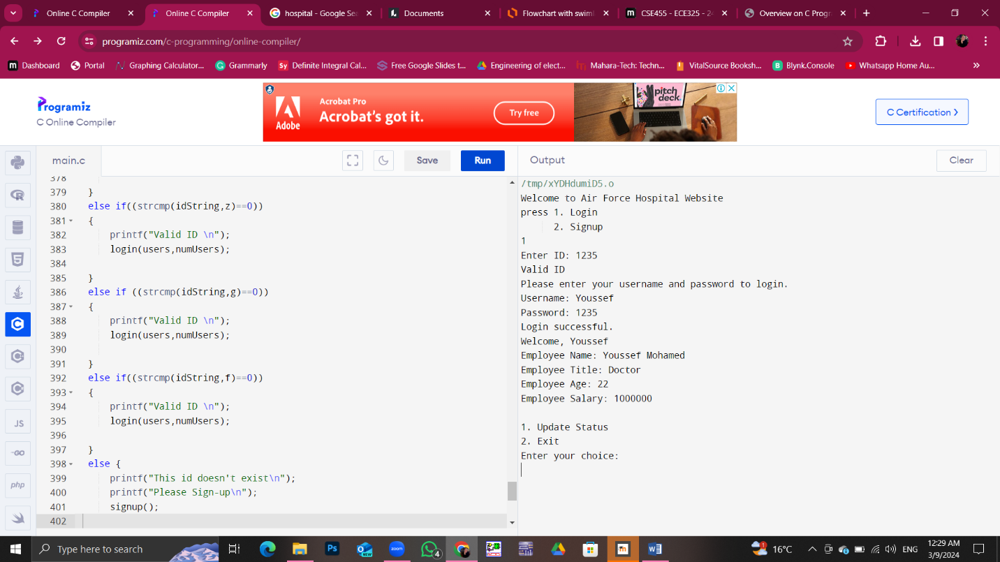 Online C Compiler
Online C Compiler
hospital - Google Sea
Documents
Flowchart with swiml
CSE455 - ECE325 - 24
Overview on C Progr
programiz.com/c-programming/online-compiler/
Dashboard
Portal
Graphing Calculator...
Grammarly
Sy Definite Integral Cal...
Free Google Slides t...
Engineering of elect...
Mahara-Tech: Techn...
VitalSource Booksh...
Blynk.Console
Whatsapp Home Au...
Programiz
C Online Compiler
Adobe
Acrobat Pro
Acrobat's got it.
Try free
pitch
deck.
C Certification
main.c
Save
Run
Output
Clear
378
379 }
380 else if((strcmp(idString,z)==0))
381 {
382 printf("Valid ID \n");
383 login(users,numUsers);
384
385 }
386 else if ((strcmp(idString,g)==0))
387 {
388 printf("Valid ID \n");
389 login(users,numUsers);
390
391 }
392 else if((strcmp(idString,f)==0))
393 {
394 printf("Valid ID \n");
395 login(users,numUsers);
396
397 }
398 else {
399 printf("This id doesn't exist\n");
400 printf("Please Sign-up\n");
401 signup();
402
JS
GO
php
/tmp/xYDHdumiD5.o
Welcome to Air Force Hospital Website
press 1. Login
2. Signup
1
Enter ID: 1235
Valid ID
Please enter your username and password to login.
Username: Youssef
Password: 1235
Login successful.
Welcome, Youssef
Employee Name: Youssef Mohamed
Employee Title: Doctor
Employee Age: 22
Employee Salary: 1000000
1. Update Status
2. Exit
Enter your choice:
Type here to search
Ps
zoom
4
1
16°C
ENG
12:29 AM
3/9/2024